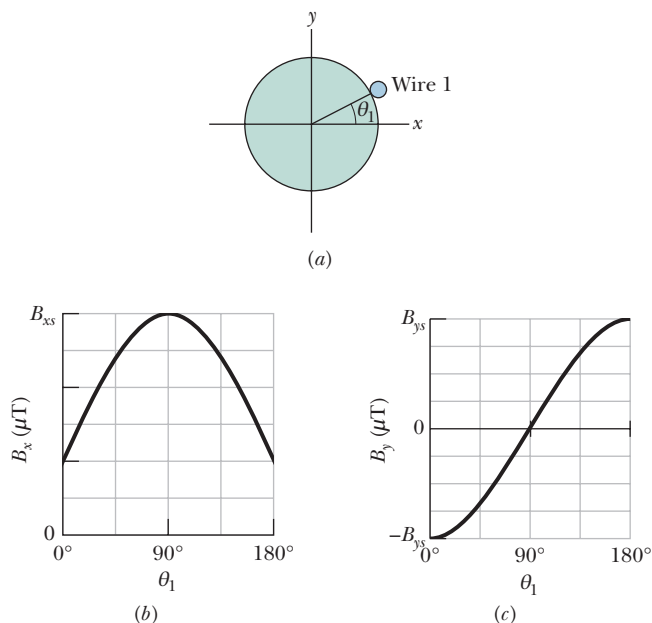 y
Wire 1
θ1
x
(a)
Bxs
Bx (μT)
0
0° 90° 180°
θ1
(b)
Bys
By (μT)
0
−Bys
0° 90° 180°
θ1
(c)